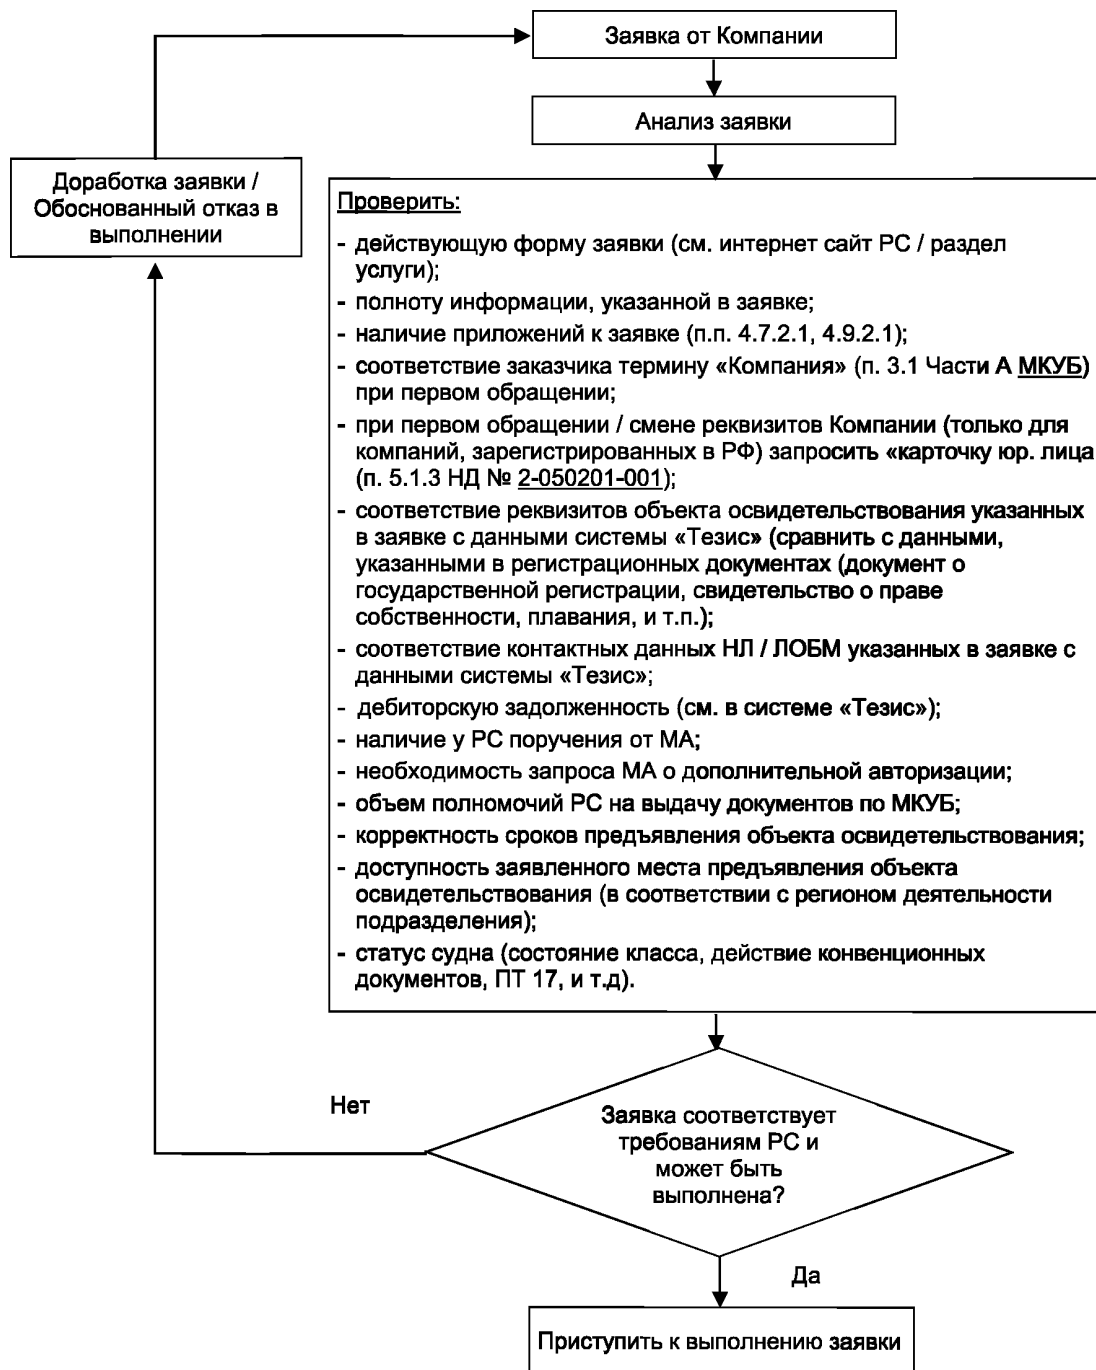 Заявка от Компании
Анализ заявки
Доработка заявки /
Обоснованный отказ в
выполнении
Проверить:
- действующую форму заявки (см. интернет сайт РС / раздел
услуги);
- полноту информации, указанной в заявке;
- наличие приложений к заявке (п.п. 4.7.2.1, 4.9.2.1);
- соответствие заказчика термину «Компания» (п. 3.1 Части А МКУБ)
при первом обращении;
- при первом обращении / смене реквизитов Компании (только для
компаний, зарегистрированных в РФ) запросить «карточку юр. лица
(п. 5.1.3 НД № 2-050201-001);
- соответствие реквизитов объекта освидетельствования указанных
в заявке с данными системы «Тезис» (сравнить с данными,
указанными в регистрационных документах (документ о
государственной регистрации, свидетельство о праве
собственности, плавания, и т.п.);
- соответствие контактных данных НЛ / ЛОБМ указанных в заявке с
данными системы «Тезис»;
- дебиторскую задолженность (см. в системе «Тезис»);
- наличие у РС поручения от МА;
- необходимость запроса МА о дополнительной авторизации;
- объем полномочий РС на выдачу документов по МКУБ;
- корректность сроков предъявления объекта освидетельствования;
- доступность заявленного места предъявления объекта
освидетельствования (в соответствии с регионом деятельности
подразделения);
- статус судна (состояние класса, действие конвенционных
документов, ПТ 17, и т.д).
Нет
Заявка соответствует
требованиям РС и
может быть
выполнена?
Да
Приступить к выполнению заявки